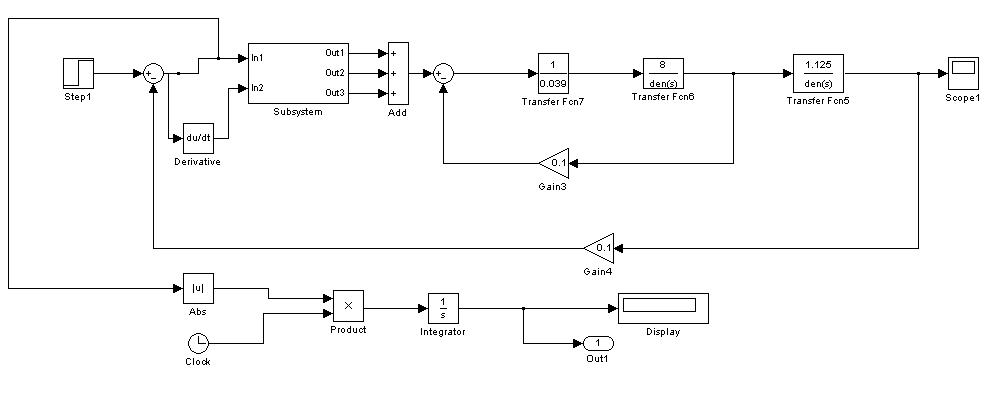 Step1
+
−
du/dt
Derivative
In1
In2
Out1
Out2
Out3
Subsystem
+
+
+
Add
+
−
1
0.039
Transfer Fcn7
8
den(s)
Transfer Fcn6
1.125
den(s)
Transfer Fcn5
Scope1
0.1
Gain3
0.1
Gain4
|u|
Abs
Clock
×
Product
1
s
Integrator
Display
1
Out1